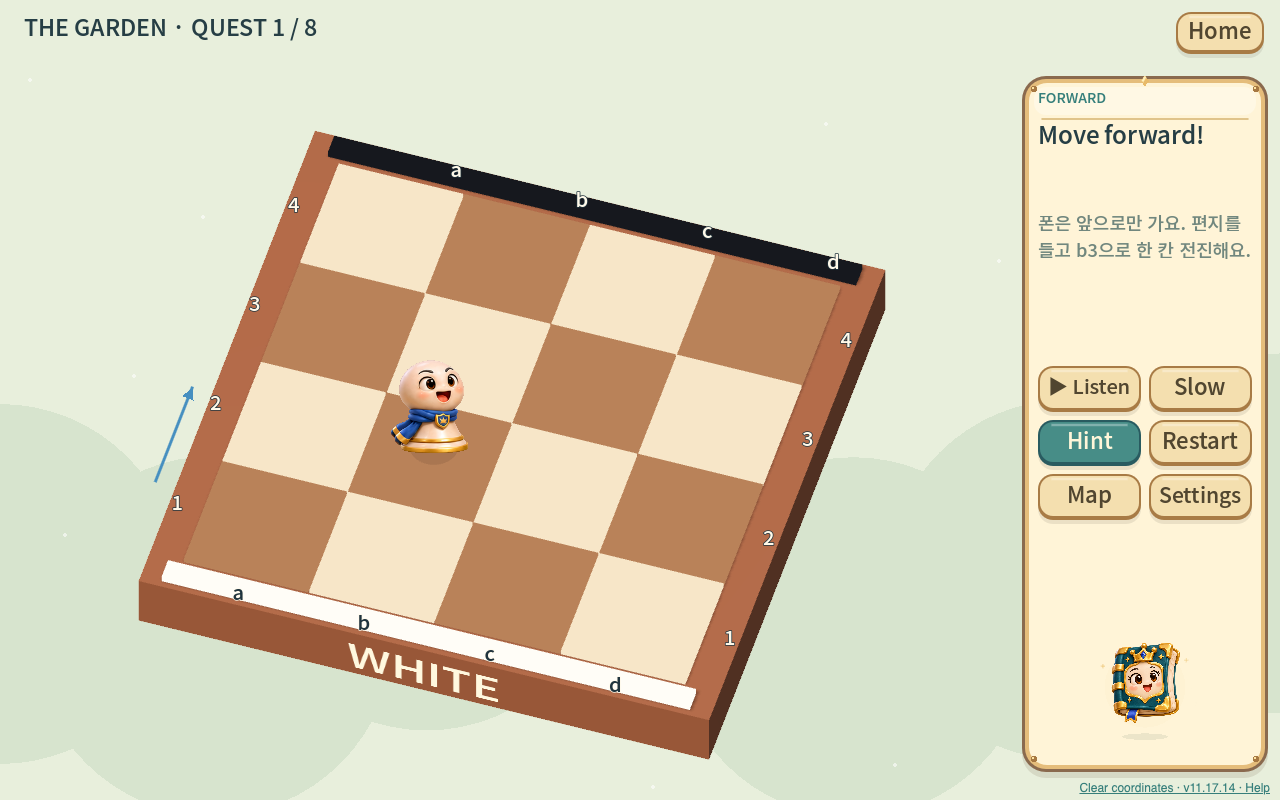 THE GARDEN · QUEST 1 / 8
Home
FORWARD
Move forward!
폰은 앞으로만 가요. 편지를
들고 b3으로 한 칸 전진해요.
▶ Listen
Slow
Hint
Restart
Map
Settings
a
b
c
d
4
3
2
1
4
3
2
1
a
b
c
d
WHITE
Clear coordinates · v11.17.14 · Help